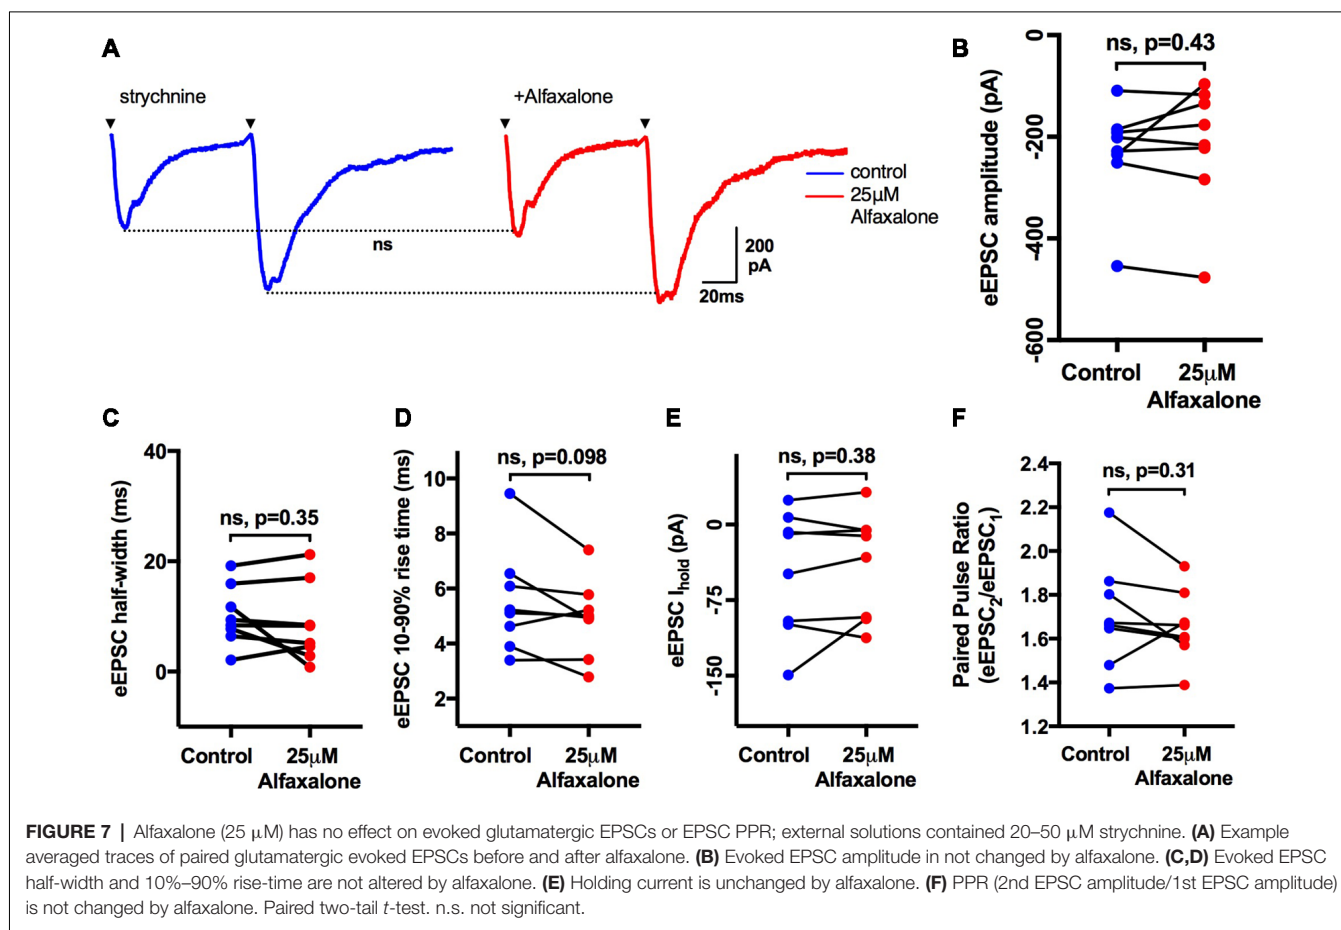 A
strychnine
+Alfaxalone
control
25μM
Alfaxalone
ns
200
pA
20ms
B
ns, p=0.43
eEPSC amplitude (pA)
0
-200
-400
-600
Control
25μM
Alfaxalone
C
ns, p=0.35
eEPSC half-width (ms)
40
20
0
Control
25μM
Alfaxalone
D
ns, p=0.098
eEPSC 10-90% rise time (ms)
10
8
6
4
2
Control
25μM
Alfaxalone
E
ns, p=0.38
eEPSC Ihold (pA)
0
-75
-150
Control
25μM
Alfaxalone
F
ns, p=0.31
Paired Pulse Ratio
(eEPSC2/eEPSC1)
2.4
2.2
2.0
1.8
1.6
1.4
1.2
Control
25μM
Alfaxalone
FIGURE 7 | Alfaxalone (25 μM) has no effect on evoked glutamatergic EPSCs or EPSC PPR; external solutions contained 20–50 μM strychnine. (A) Example
averaged traces of paired glutamatergic evoked EPSCs before and after alfaxalone. (B) Evoked EPSC amplitude in not changed by alfaxalone. (C,D) Evoked EPSC
half-width and 10%–90% rise-time are not altered by alfaxalone. (E) Holding current is unchanged by alfaxalone. (F) PPR (2nd EPSC amplitude/1st EPSC amplitude)
is not changed by alfaxalone. Paired two-tail t-test. n.s. not significant.